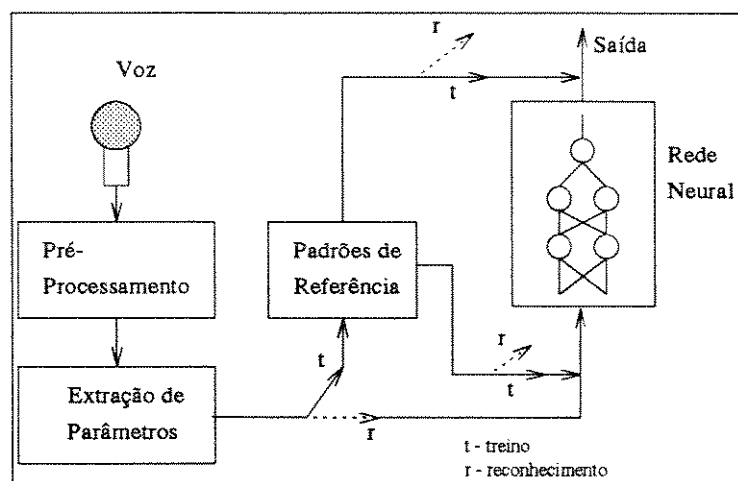 r
Saída
Voz
t
Rede
Neural
Pré-
Processamento
Padrões de
Referência
t
r
t
Extração de
Parâmetros
r
t - treino
r - reconhecimento